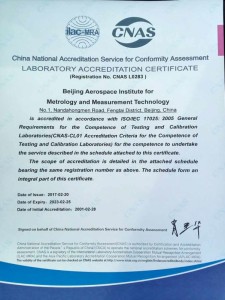 ilac-MRA
CNAS
China National Accreditation Service for Conformity Assessment
LABORATORY ACCREDITATION CERTIFICATE
(Registration No. CNAS L0283 )
Beijing Aerospace Institute for
Metrology and Measurement Technology
No.1, Nandahongmen Road, Fengtai District, Beijing, China
is accredited in accordance with ISO/IEC 17025: 2005 General
Requirements for the Competence of Testing and Calibration
Laboratories(CNAS-CL01 Accreditation Criteria for the Competence of
Testing and Calibration Laboratories) for the competence to undertake
the service described in the schedule attached to this certificate.
The scope of accreditation is detailed in the attached schedule
bearing the same registration number as above. The schedule form an
integral part of this certificate.
Date of Issue: 2017-02-26
Date of Expiry: 2023-02-25
Date of Initial Accreditation: 2001-02-26
Signed on behalf of China National Accreditation Service for Conformity Assessment